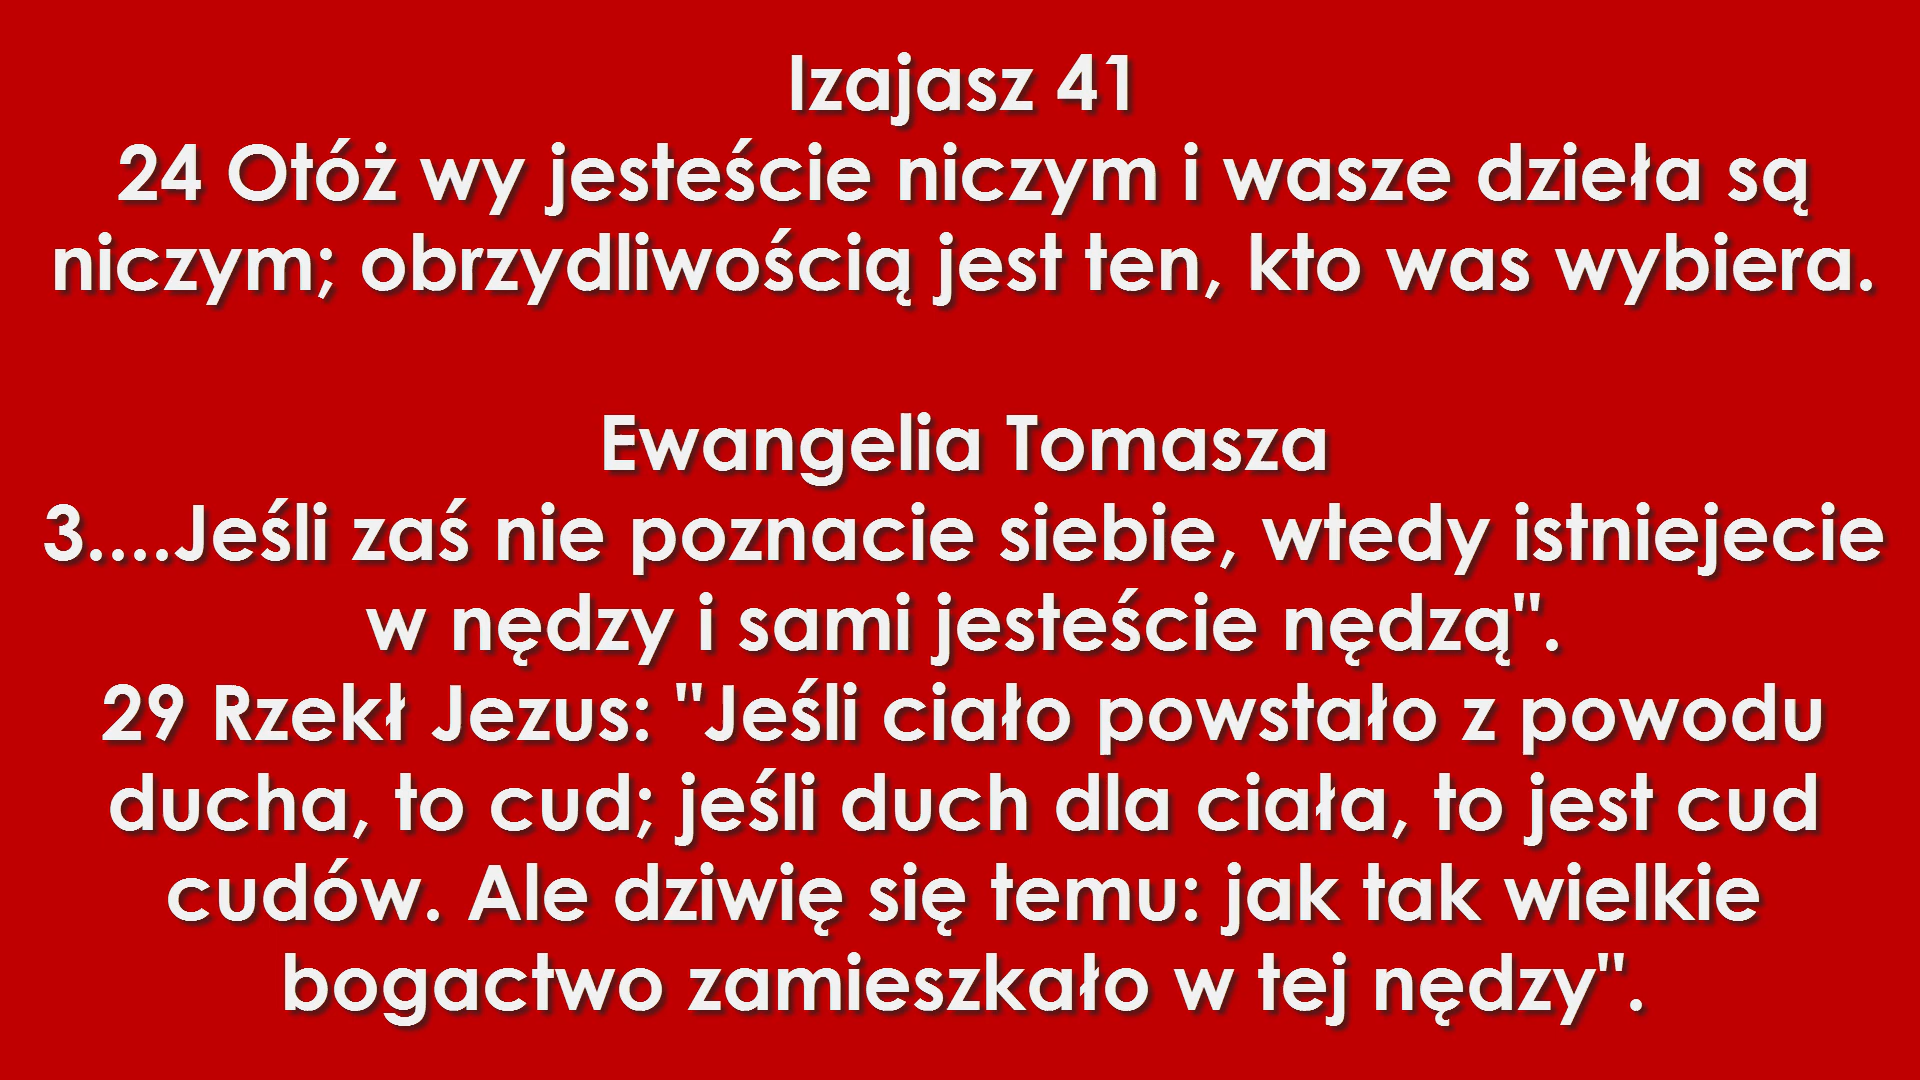 Izajasz 41
24 Otóż wy jesteście niczym i wasze dzieła są
niczym; obrzydliwością jest ten, kto was wybiera.
Ewangelia Tomasza
3....Jeśli zaś nie poznacie siebie, wtedy istniejecie
w nędzy i sami jesteście nędzą".
29 Rzekł Jezus: "Jeśli ciało powstało z powodu
ducha, to cud; jeśli duch dla ciała, to jest cud
cudów. Ale dziwię się temu: jak tak wielkie
bogactwo zamieszkało w tej nędzy".